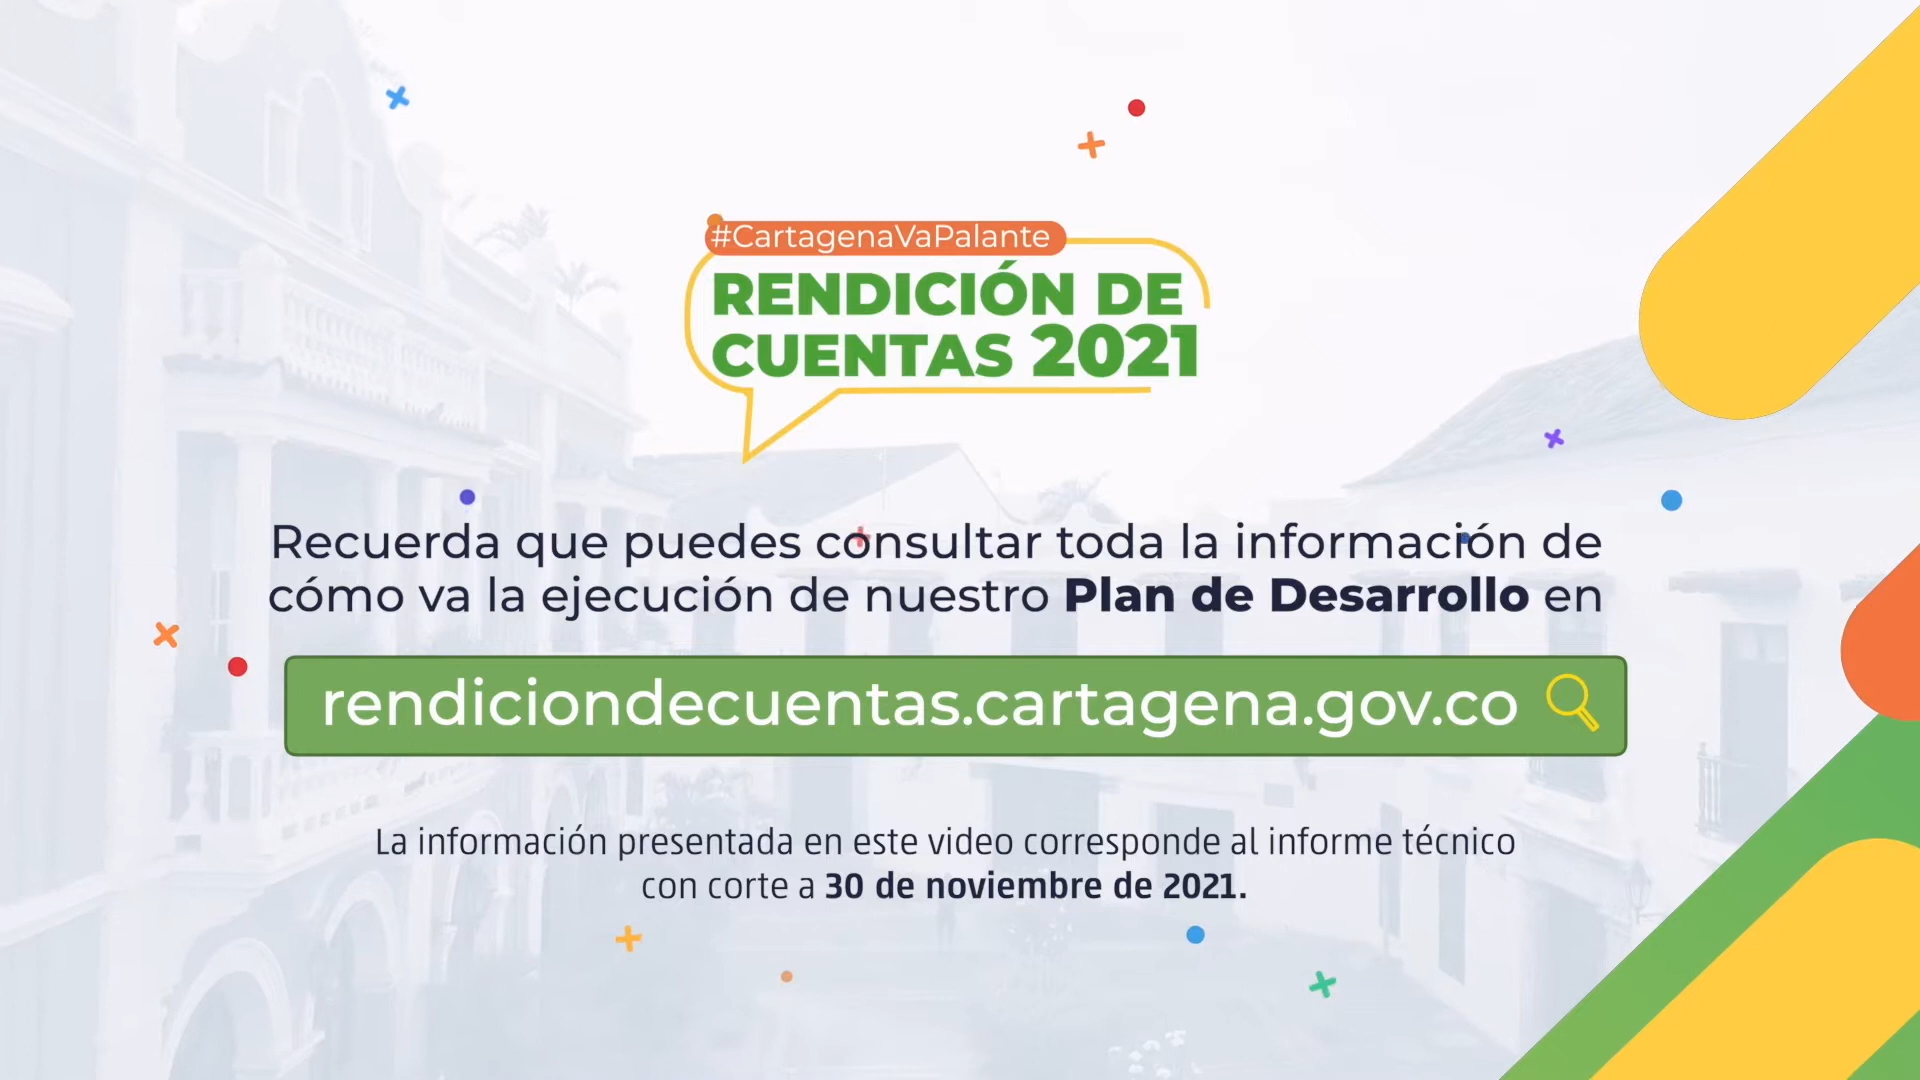 #CartagenaVaPalante
RENDICIÓN DE
CUENTAS 2021
Recuerda que puedes consultar toda la información de
cómo va la ejecución de nuestro Plan de Desarrollo en
rendiciondecuentas.cartagena.gov.co
La información presentada en este video corresponde al informe técnico
con corte a 30 de noviembre de 2021.